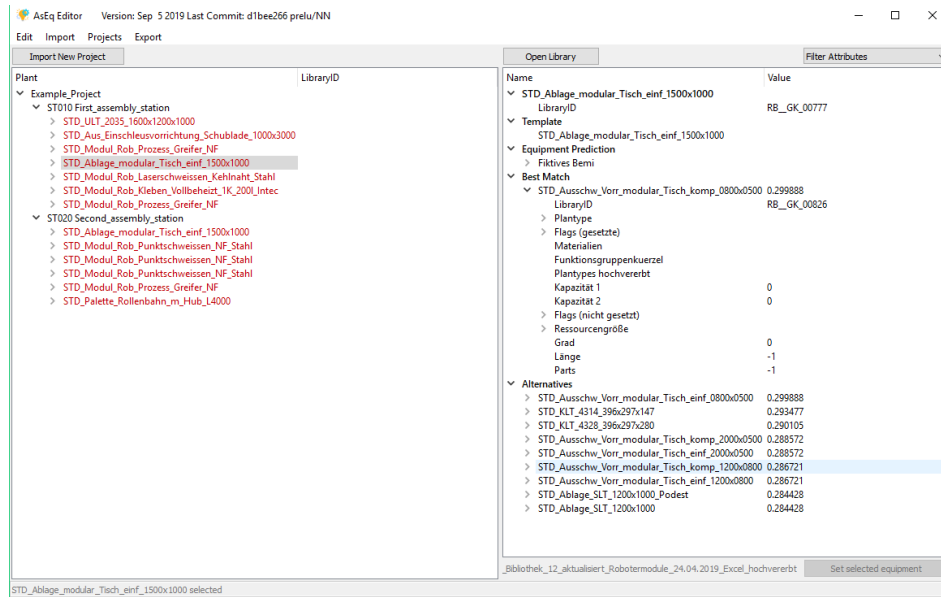 AsEq Editor Version: Sep 5 2019 Last Commit: d1bee266 prelu/NN
Edit Import Projects Export
Import New Project
Open Library
Filter Attributes
Plant LibraryID
Example_Project
ST010 First_assembly_station
STD_ULT_2035_1600x1200x1000
STD_Aus_Einschleusvorrichtung_Schublade_1000x3000
STD_Modul_Rob_Prozess_Greifer_NF
STD_Ablage_modular_Tisch_einf_1500x1000
STD_Modul_Rob_Laserschweissen_Kehlnaht_Stahl
STD_Modul_Rob_Kleben_Vollbeheizt_1K_200l_Intec
STD_Modul_Rob_Prozess_Greifer_NF
ST020 Second_assembly_station
STD_Ablage_modular_Tisch_einf_1500x1000
STD_Modul_Rob_Punktschweissen_NF_Stahl
STD_Modul_Rob_Punktschweissen_NF_Stahl
STD_Modul_Rob_Punktschweissen_NF_Stahl
STD_Modul_Rob_Prozess_Greifer_NF
STD_Palette_Rollenbahn_m_Hub_L4000
Name Value
STD_Ablage_modular_Tisch_einf_1500x1000
LibraryID RB__GK_00777
Template
STD_Ablage_modular_Tisch_einf_1500x1000
Equipment Prediction
Fiktives Bemi
Best Match
STD_Ausschw_Vorr_modular_Tisch_komp_0800x0500 0.299888
LibraryID RB__GK_00826
Plantype
Flags (gesetzte)
Materialien
Funktionsgruppenkuerzel
Plantypes hochvererbt
Kapazität 1 0
Kapazität 2 0
Flags (nicht gesetzt)
Ressourcengröße
Grad 0
Länge -1
Parts -1
Alternatives
STD_Ausschw_Vorr_modular_Tisch_einf_0800x0500 0.299888
STD_KLT_4314_396x297x147 0.293477
STD_KLT_4328_396x297x280 0.290105
STD_Ausschw_Vorr_modular_Tisch_komp_2000x0500 0.288572
STD_Ausschw_Vorr_modular_Tisch_einf_2000x0500 0.288572
STD_Ausschw_Vorr_modular_Tisch_komp_1200x0800 0.286721
STD_Ausschw_Vorr_modular_Tisch_einf_1200x0800 0.286721
STD_Ablage_SLT_1200x1000_Podest 0.284428
STD_Ablage_SLT_1200x1000 0.284428
_Bibliothek_12_aktualisiert_Robotermodule_24.04.2019_Excel_hochvererbt Set selected equipment
STD_Ablage_modular_Tisch_einf_1500x1000 selected